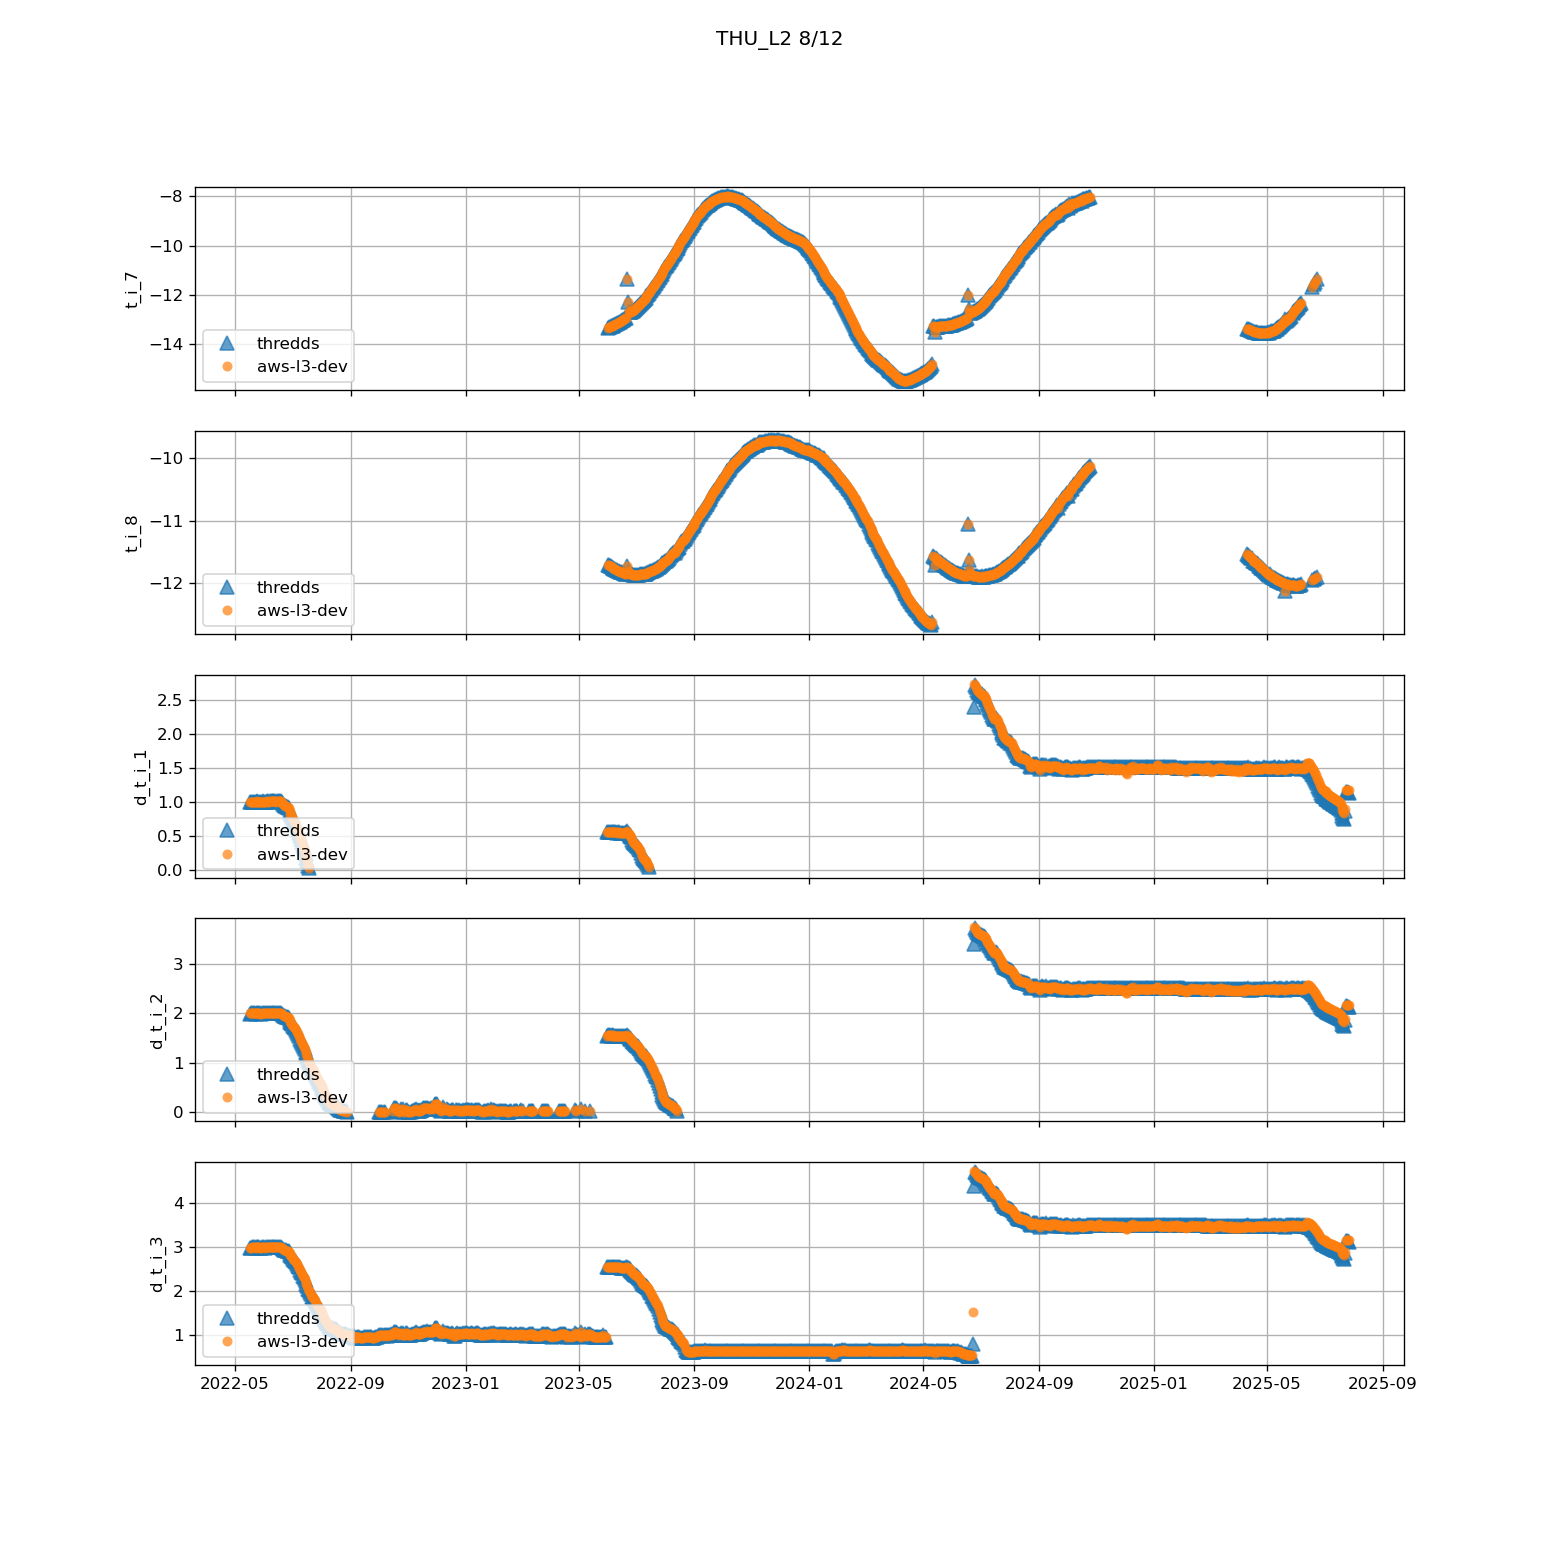 THU_L2 8/12
−8
−10
−12
−14
t_i_7
thredds
aws-l3-dev
−10
−11
−12
t_i_8
thredds
aws-l3-dev
2.5
2.0
1.5
1.0
0.5
0.0
d_t_i_1
thredds
aws-l3-dev
3
2
1
0
d_t_i_2
thredds
aws-l3-dev
4
3
2
1
d_t_i_3
thredds
aws-l3-dev
2022-05 2022-09 2023-01 2023-05 2023-09 2024-01 2024-05 2024-09 2025-01 2025-05 2025-09